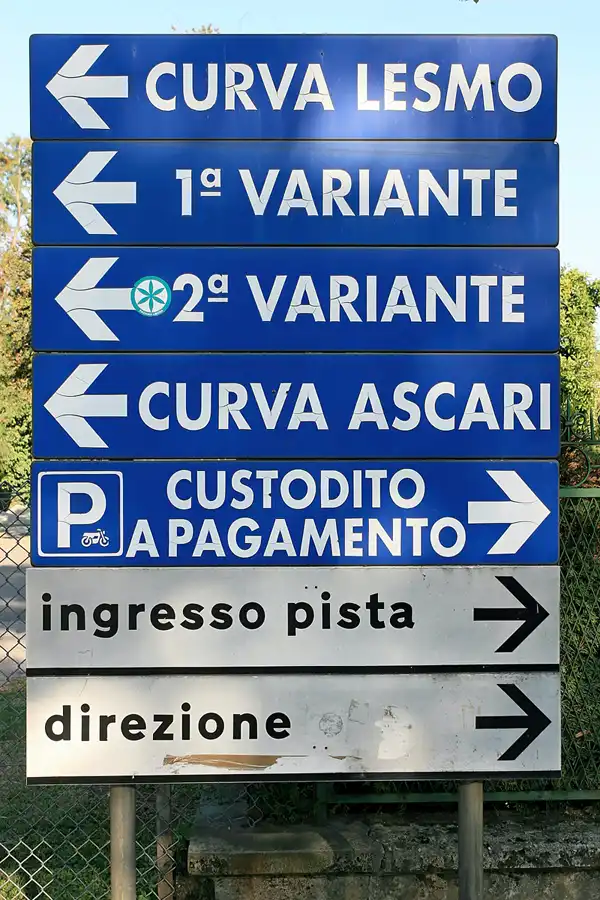 CURVA LESMO
1ª VARIANTE
2ª VARIANTE
CURVA ASCARI
P CUSTODITO
A PAGAMENTO
ingresso pista
direzione